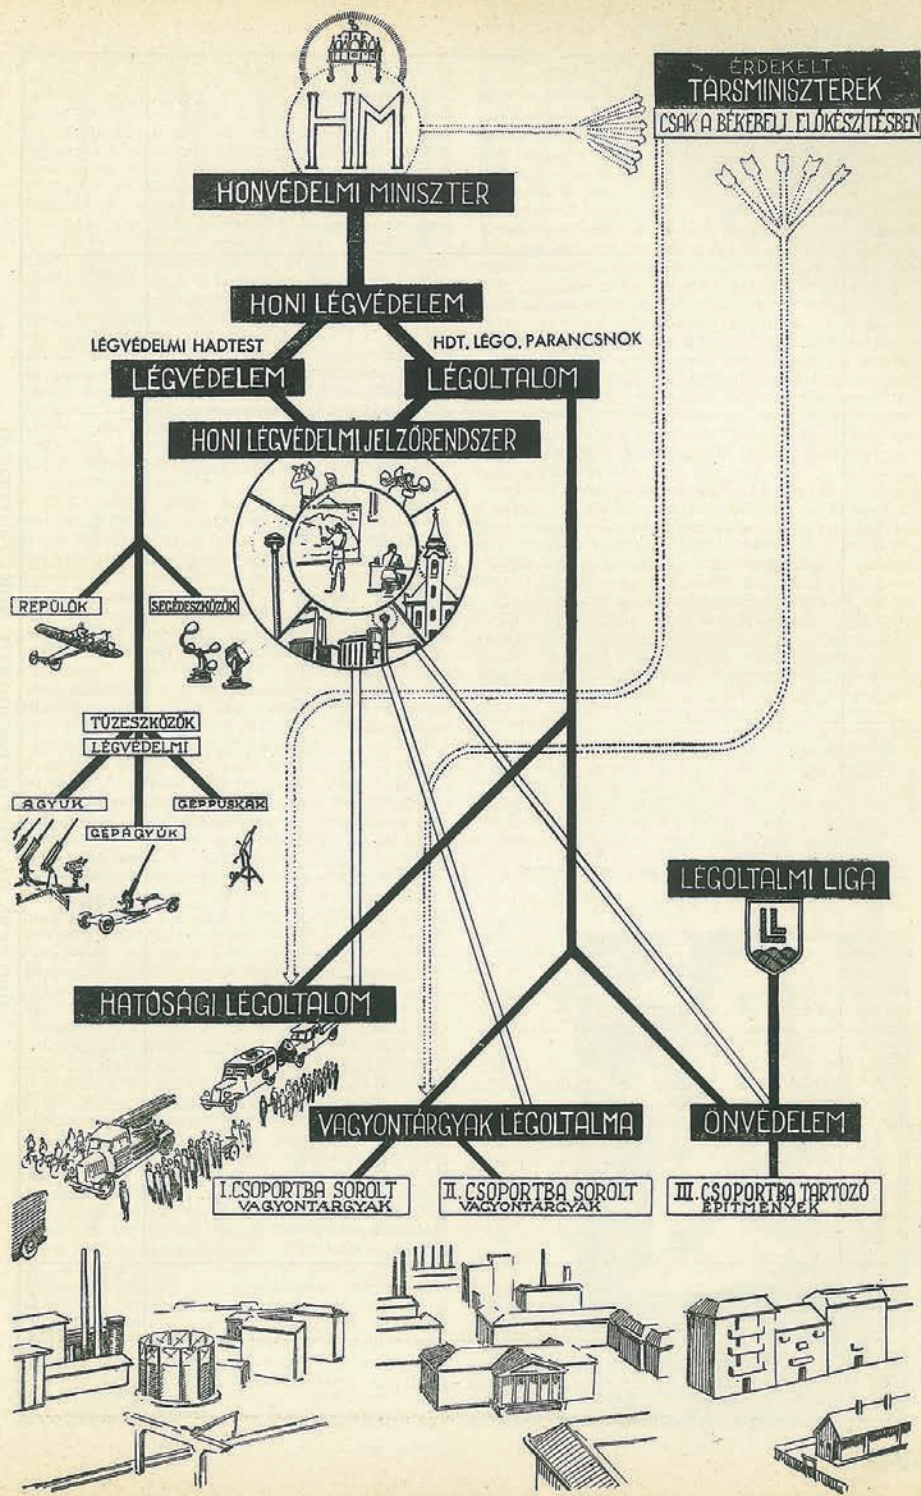 HM
ÉRDEKELT
TÁRSMINISZTEREK
CSAK A BÉKEBELI ELŐKÉSZÍTÉSBEN
HONVÉDELMI MINISZTER
HONI LÉGVÉDELEM
LÉGVÉDELMI HADTEST
HDT. LÉGO. PARANCSNOK
LÉGVÉDELEM
LÉGOLTALOM
HONI LÉGVÉDELMI JELZŐRENDSZER
REPÜLŐK
SEGÉDESZKÖZÖK
TŰZESZKÖZÖK
LÉGVÉDELMI
ÁGYUK
GÉPPUSKÁK
GÉPÁGYÚK
LÉGOLTALMI LIGA
LL
HATÓSÁGI LÉGOLTALOM
VAGYONTÁRGYAK LÉGOLTALMA
ÖNVÉDELEM
I. CSOPORTBA SOROLT
VAGYONTÁRGYAK
II. CSOPORTBA SOROLT
VAGYONTÁRGYAK
III. CSOPORTBA TARTOZÓ
ÉPÍTMÉNYEK